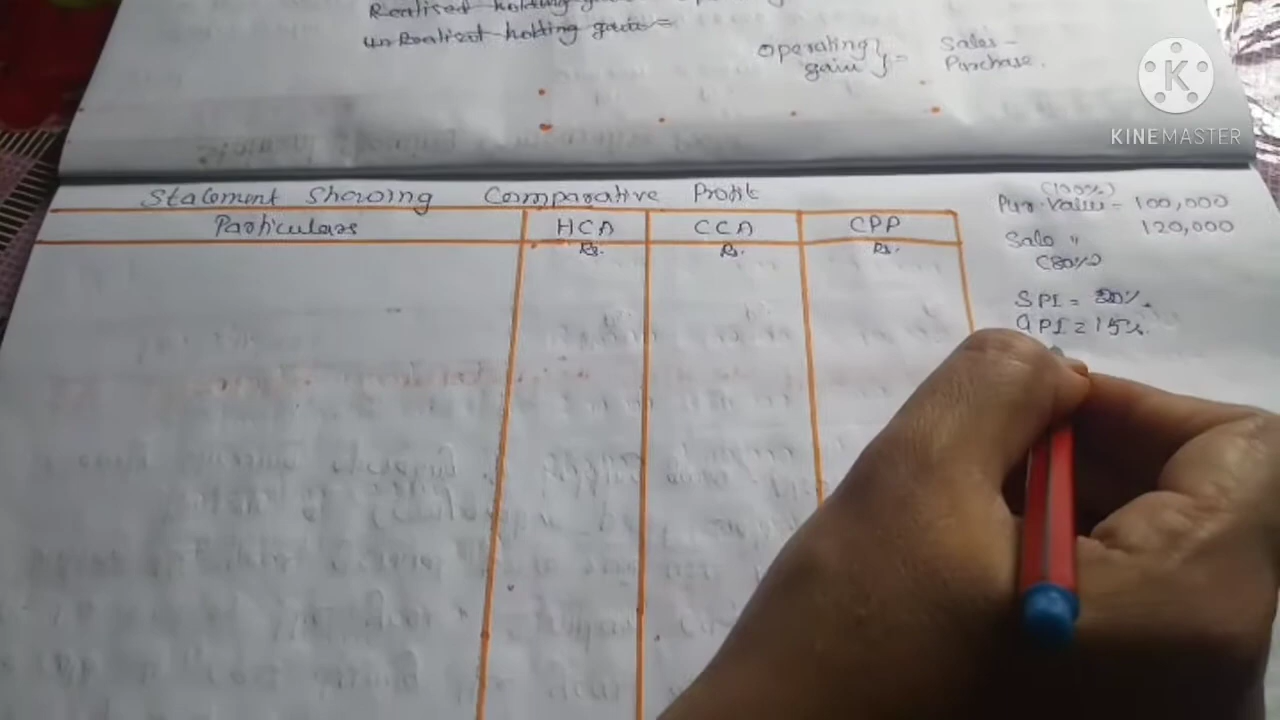 Realised holding
unRealised holding gain =
Operating gain } = Sales - Purchase.
K
KINEMASTER
Statement Showing Comparative Profit
Particulars HCA CCA CPP
Rs. Rs. Rs.
(100%)
Pur. Value = 100,000
Sale " 120,000
(80%)
SPI = 20%.
GPI = 15%.